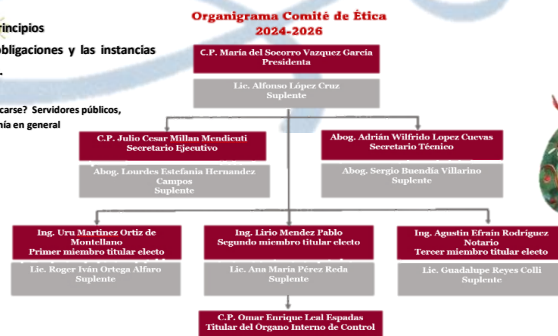 Organigrama Comité de Ética
2024-2026
rincipios
obligaciones y las instancias
.
carse? Servidores públicos,
nía en general
C.P. María del Socorro Vazquez García
Presidenta
Lic. Alfonso López Cruz
Suplente
C.P. Julio Cesar Millan Mendicuti
Secretario Ejecutivo
Abog. Lourdes Estefania Hernandez
Campos
Suplente
Abog. Adrián Wilfrido Lopez Cuevas
Secretario Técnico
Abog. Sergio Buendía Villarino
Suplente
Ing. Uru Martinez Ortiz de
Montellano
Primer miembro titular electo
Lic. Roger Iván Ortega Alfaro
Suplente
Ing. Lirio Mendez Pablo
Segundo miembro titular electo
Lic. Ana María Pérez Reda
Suplente
Ing. Agustin Efraín Rodríguez
Notario
Tercer miembro titular electo
Lic. Guadalupe Reyes Colli
Suplente
C.P. Omar Enrique Leal Espadas
Titular del Órgano Interno de Control